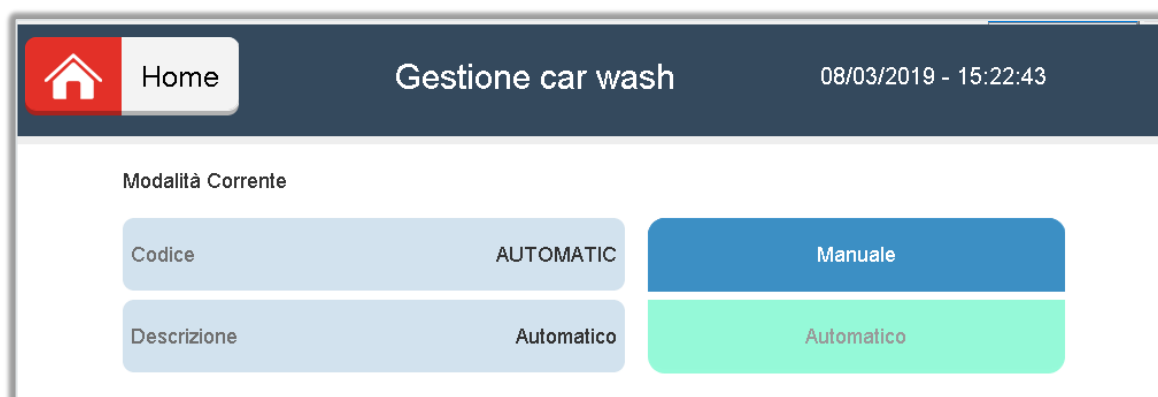 Home
Gestione car wash
08/03/2019 - 15:22:43
Modalità Corrente
Codice AUTOMATIC
Manuale
Descrizione Automatico
Automatico